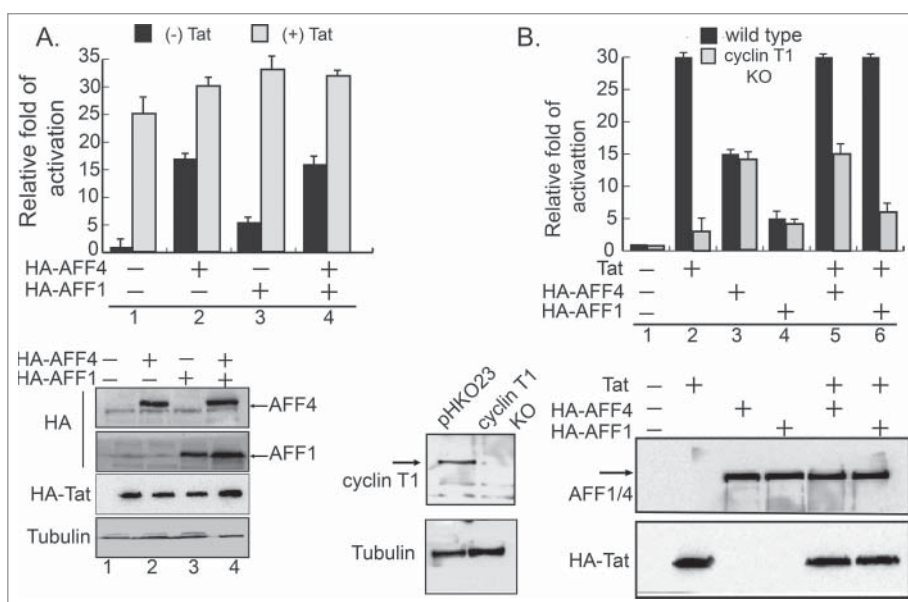 A.
(-) Tat
(+) Tat
Relative fold of
activation
35
30
25
20
15
10
5
0
HA-AFF4 – + – +
HA-AFF1 – – + +
1 2 3 4
HA-AFF4 – + – +
HA-AFF1 – – + +
HA
AFF4
AFF1
HA-Tat
Tubulin
1 2 3 4
pHKO23
cyclin T1
KO
cyclin T1
Tubulin
B.
wild type
cyclin T1
KO
Relative fold of
activattion
30
25
20
15
10
5
0
Tat – + + +
HA-AFF4 – + +
HA-AFF1 – + +
1 2 3 4 5 6
Tat – + + +
HA-AFF4 – + +
HA-AFF1 – + +
AFF1/4
HA-Tat